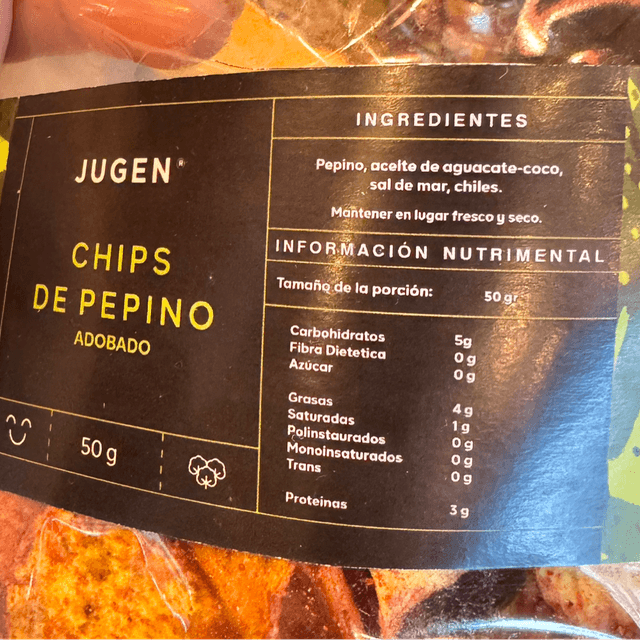 JUGEN
CHIPS
DE PEPINO
ADOBADO
50 g
INGREDIENTES
Pepino, aceite de aguacate-coco,
sal de mar, chiles.
Mantener en lugar fresco y seco.
INFORMACIÓN NUTRIMENTAL
Tamaño de la porción: 50 gr
Carbohidratos 5g
Fibra Dietetica 0 g
Azúcar 0 g
Grasas 4 g
Saturadas 1 g
Polinstaurados 0 g
Monoinsaturados 0 g
Trans 0 g
Proteinas 3 g